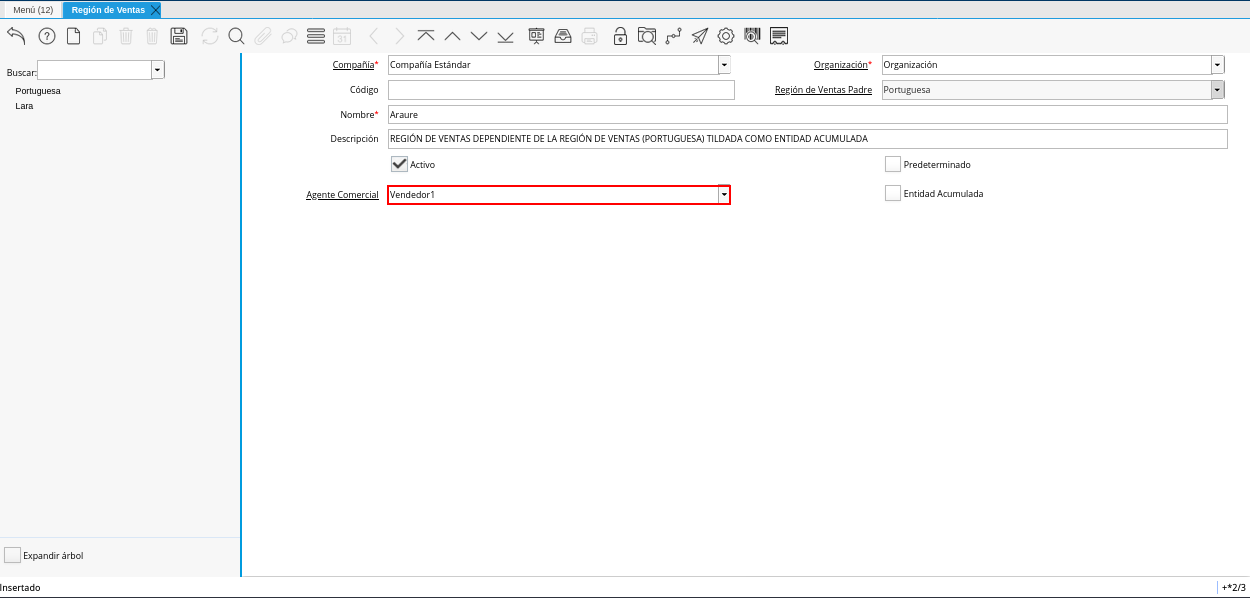 Menú (12) Región de Ventas
31
Buscar:
Portuguesa
Lara
Compañía* Compañía Estándar Organización* Organización
Código Región de Ventas Padre Portuguesa
Nombre* Araure
Descripción REGIÓN DE VENTAS DEPENDIENTE DE LA REGIÓN DE VENTAS (PORTUGUESA) TILDADA COMO ENTIDAD ACUMULADA
Activo Predeterminado
Agente Comercial Vendedor1 Entidad Acumulada
Expandir árbol
Insertado +*2/3